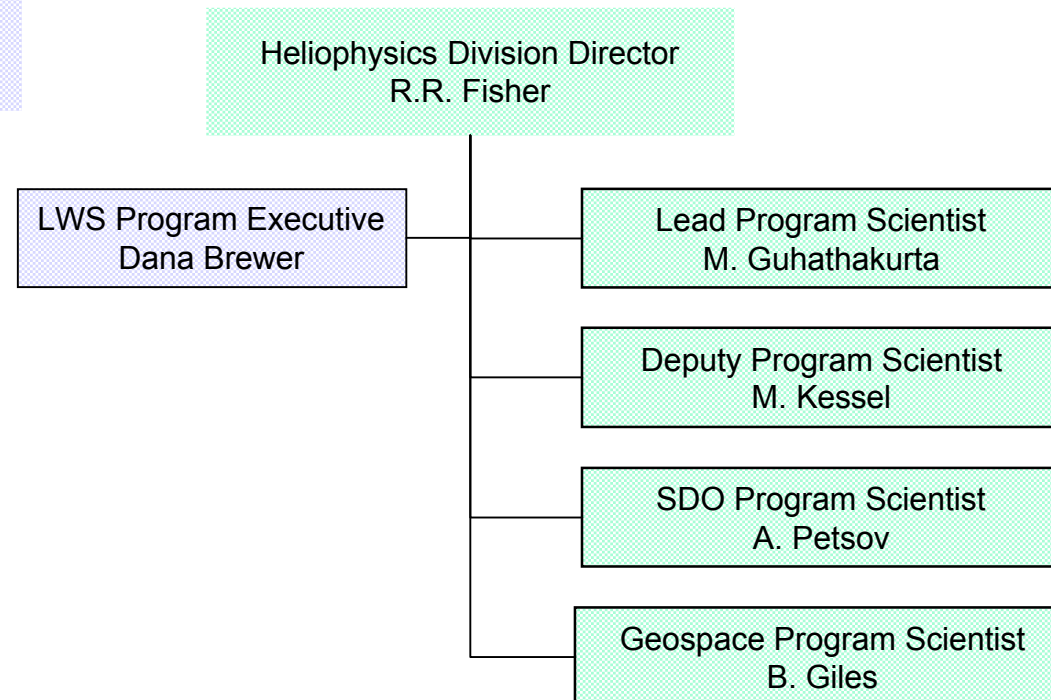 Heliophysics Division Director
R.R. Fisher
LWS Program Executive
Dana Brewer
Lead Program Scientist
M. Guhathakurta
Deputy Program Scientist
M. Kessel
SDO Program Scientist
A. Petsov
Geospace Program Scientist
B. Giles